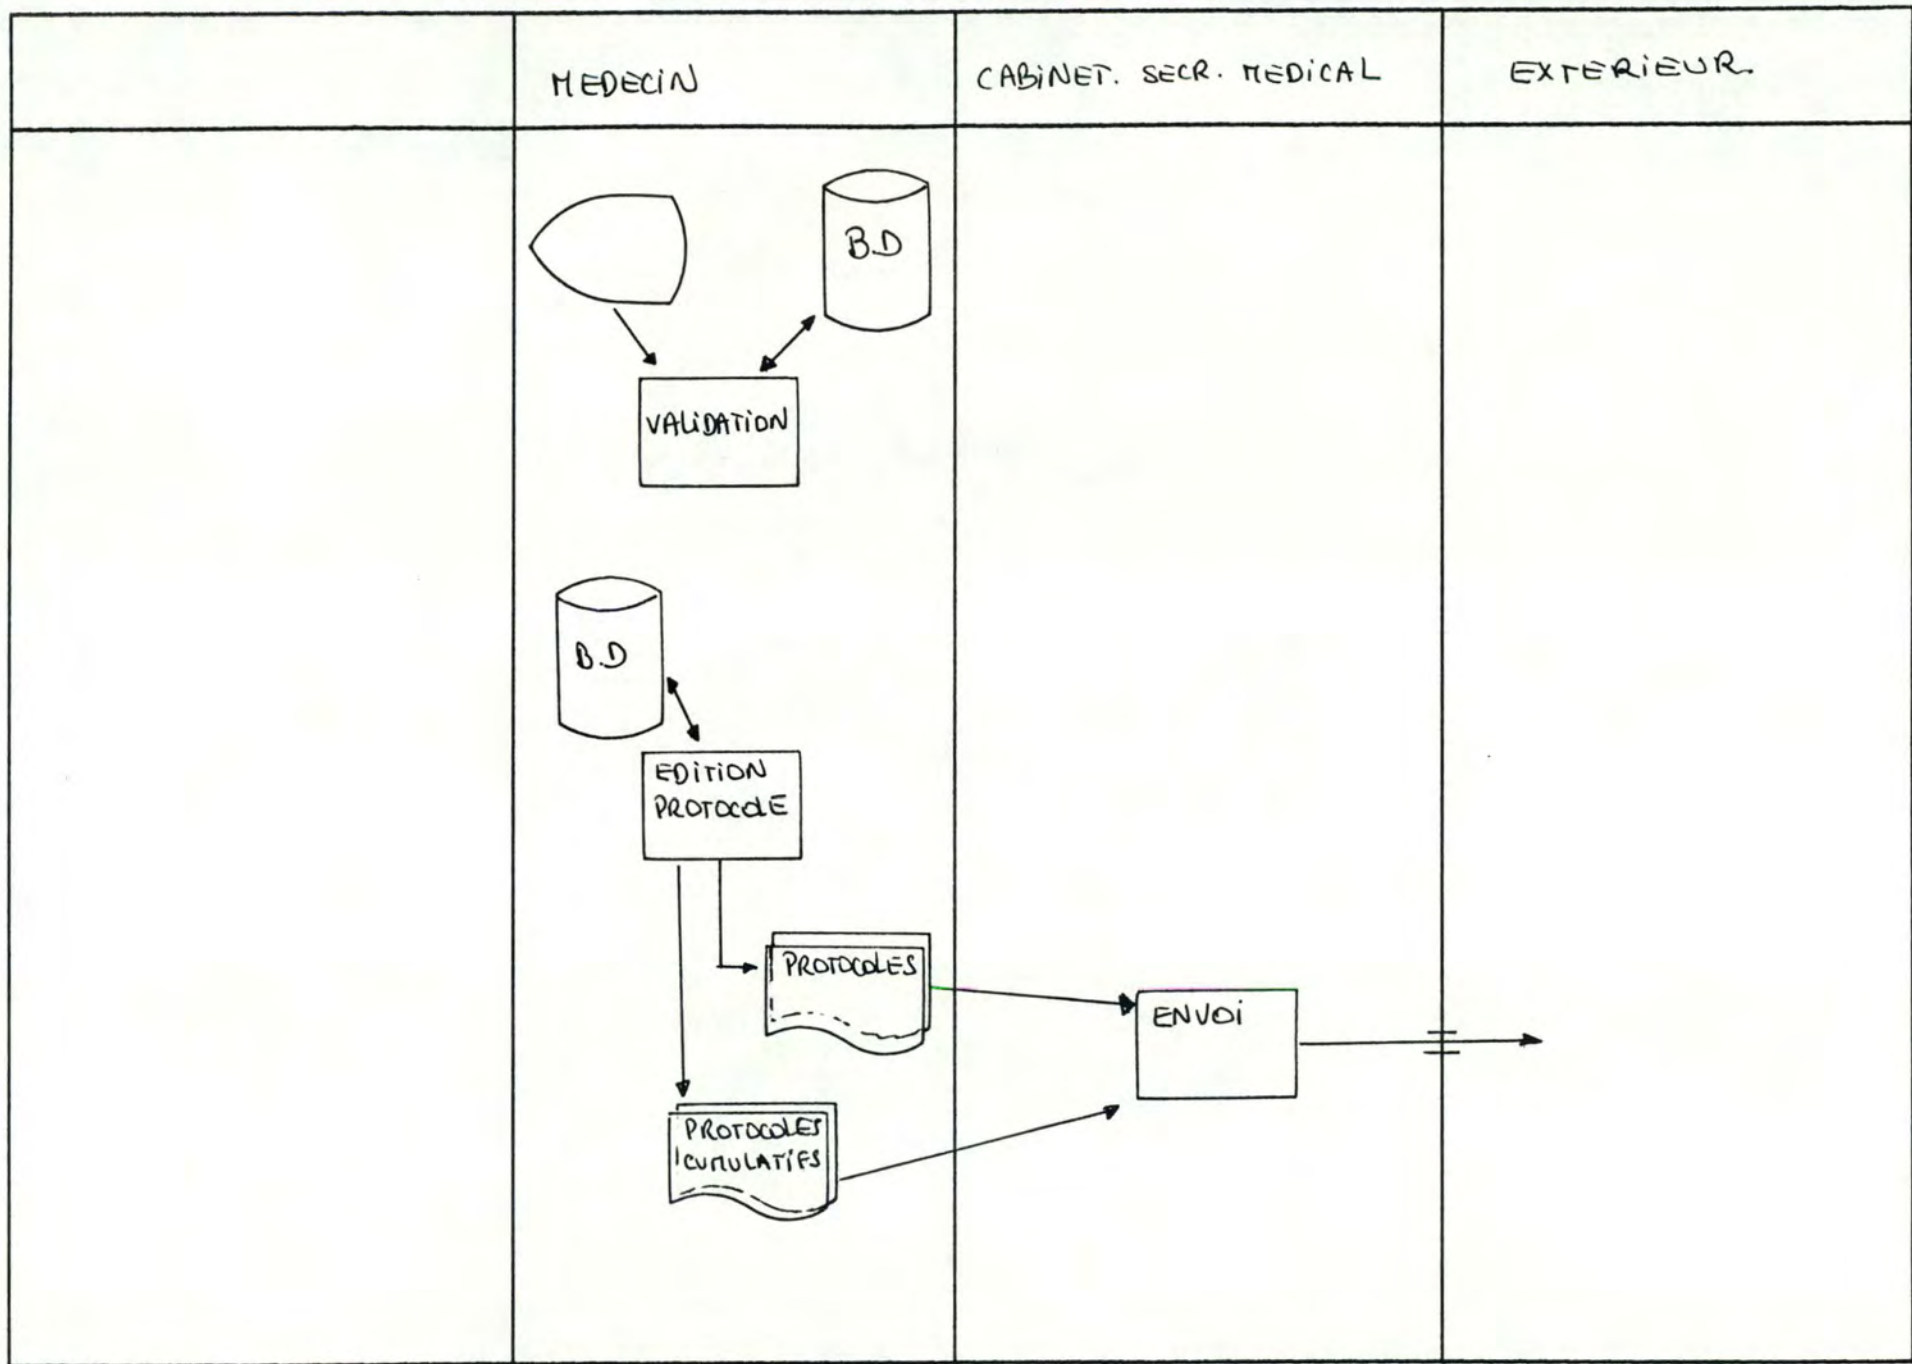 MEDECIN
CABINET. SECR. MEDICAL
EXTERIEUR.
B.D
VALIDATION
B.D
EDITION
PROTOCOLE
PROTOCOLES
ENVOI
PROTOCOLES
CUMULATIFS